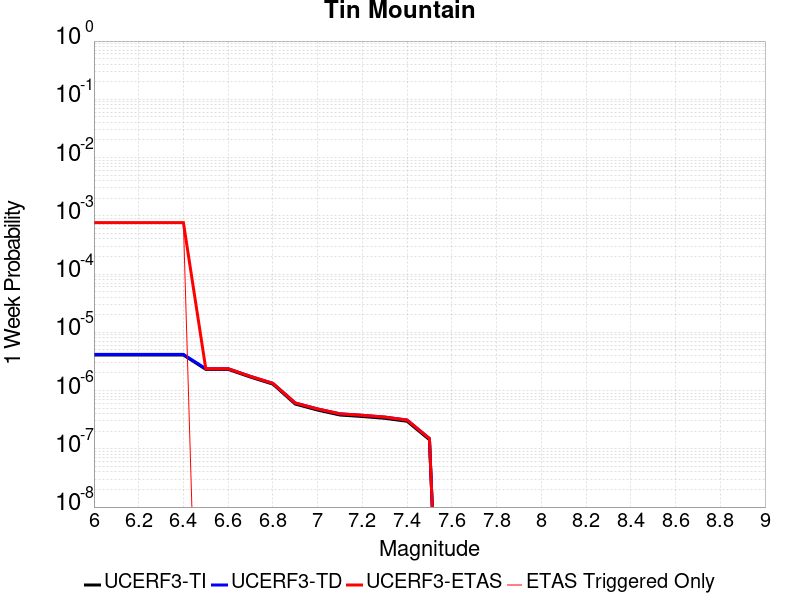 Tin Mountain
1 Week Probability
10^0
10^-1
10^-2
10^-3
10^-4
10^-5
10^-6
10^-7
10^-8
6 6.2 6.4 6.6 6.8 7 7.2 7.4 7.6 7.8 8 8.2 8.4 8.6 8.8 9
Magnitude
UCERF3-TI UCERF3-TD UCERF3-ETAS ETAS Triggered Only